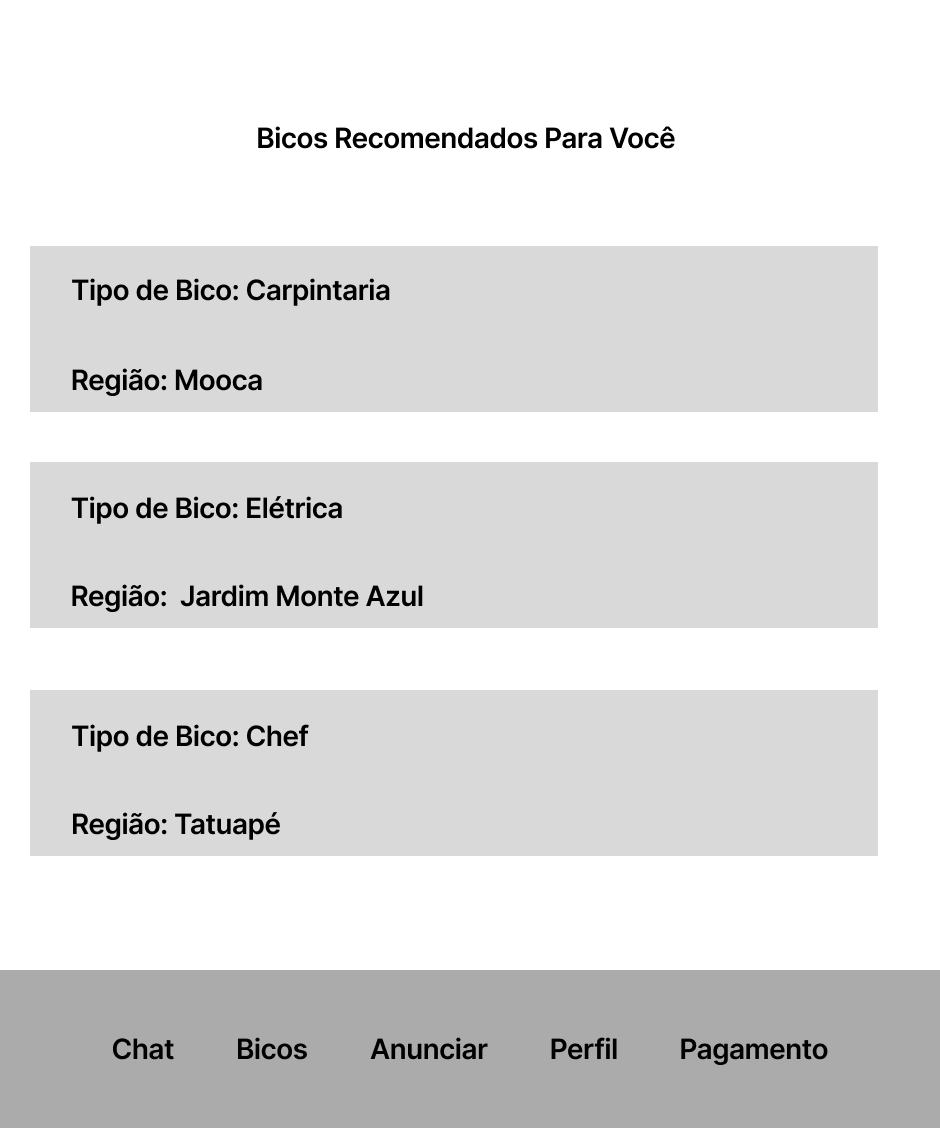 Bicos Recomendados Para Você
Tipo de Bico: Carpintaria
Região: Mooca
Tipo de Bico: Elétrica
Região:  Jardim Monte Azul
Tipo de Bico: Chef
Região: Tatuapé
Chat Bicos Anunciar Perfil Pagamento